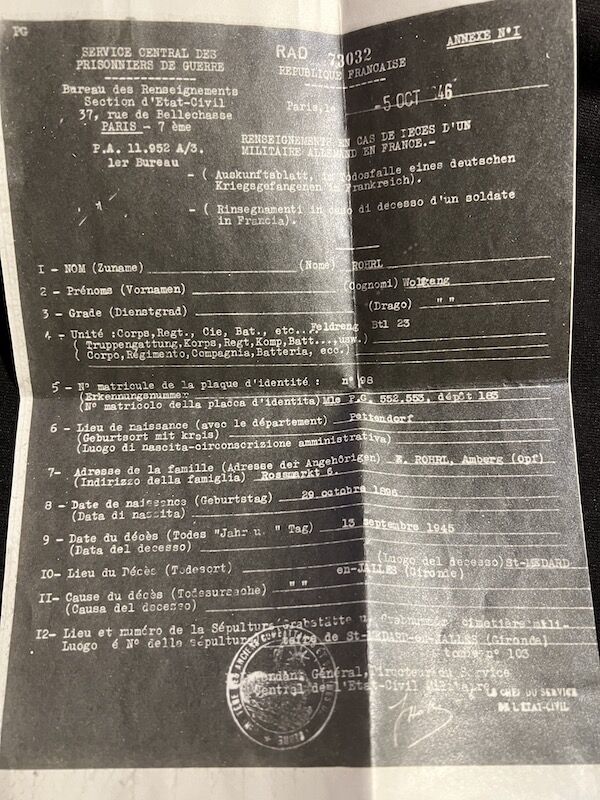 PG
ANNEXE N°I
SERVICE CENTRAL DES
PRISONNIERS DE GUERRE
RAD 73032
REPUBLIQUE FRANCAISE
Bureau des Renseignements
Section d'Etat-Civil
37, rue de Bellechasse
PARIS - 7 ème
Paris, le -5 OCT 46
P.A. 11.952 A/3.
1er Bureau
RENSEIGNEMENTS EN CAS DE DECES D'UN
MILITAIRE ALLEMAND EN FRANCE.-
- ( Auskunftsblatt, im Todosfalle eines deutschen
Kriegsgefangenen in Frankreich).
- ( Rinsegnamenti in caso di decesso d'un soldate
in Francia).
I - NOM (Zuname) (Nome) ROHRL
2 - Prénoms (Vornamen) (Cognomi) Wolfgang
3 - Grade (Dienstgrad) (Drago) " "
4 - Unité :Corps,Regt., Cie, Bat., etc.. Btl 23
( Truppengattung,Korps,Regt,Komp,Batt...,usw.)
( Corpo,Régimento,Compagnia,Batteria, ecc.)
5 - N° matricule de la plaque d'identité : n° 98
(Erkennungsnummer
(N° matricolo della placca d'identita) Mle P.G. 552.553, dépôt 183
6 - Lieu de naissance (avec le département) Pettendorf
(Geburtsort mit kreis)
(Luogo di nascita-circonscrizione amministrativa)
7- Adresse de la famille (Adresse der Angehörigen) ROHRL, Amberg (Opf)
(Indirizzo della famiglia) Rossmarkt 6.
8 - Date de naissance (Geburtstag) 29 octobre 1896
(Data di nascita)
9 - Date du décès (Todes "Jahr u. " Tag) 13 septembre 1945
(Data del decesso)
10- Lieu du Décès (Todesort) (Luogo del decesso) St-MEDARD
en-JALLES (Gironde)
II- Cause du décès (Todesursache) " "
(Causa del decesso)
12- Lieu et numéro de la Sépulture,
Luogo é N° delle sépulture de St-MEDARD-en-JALLES (Gironde)
tombe n° 103
Général, Directeur du Service
Central de l'Etat-Civil
LE CHEF DU SERVICE
DE L'ETAT-CIVIL